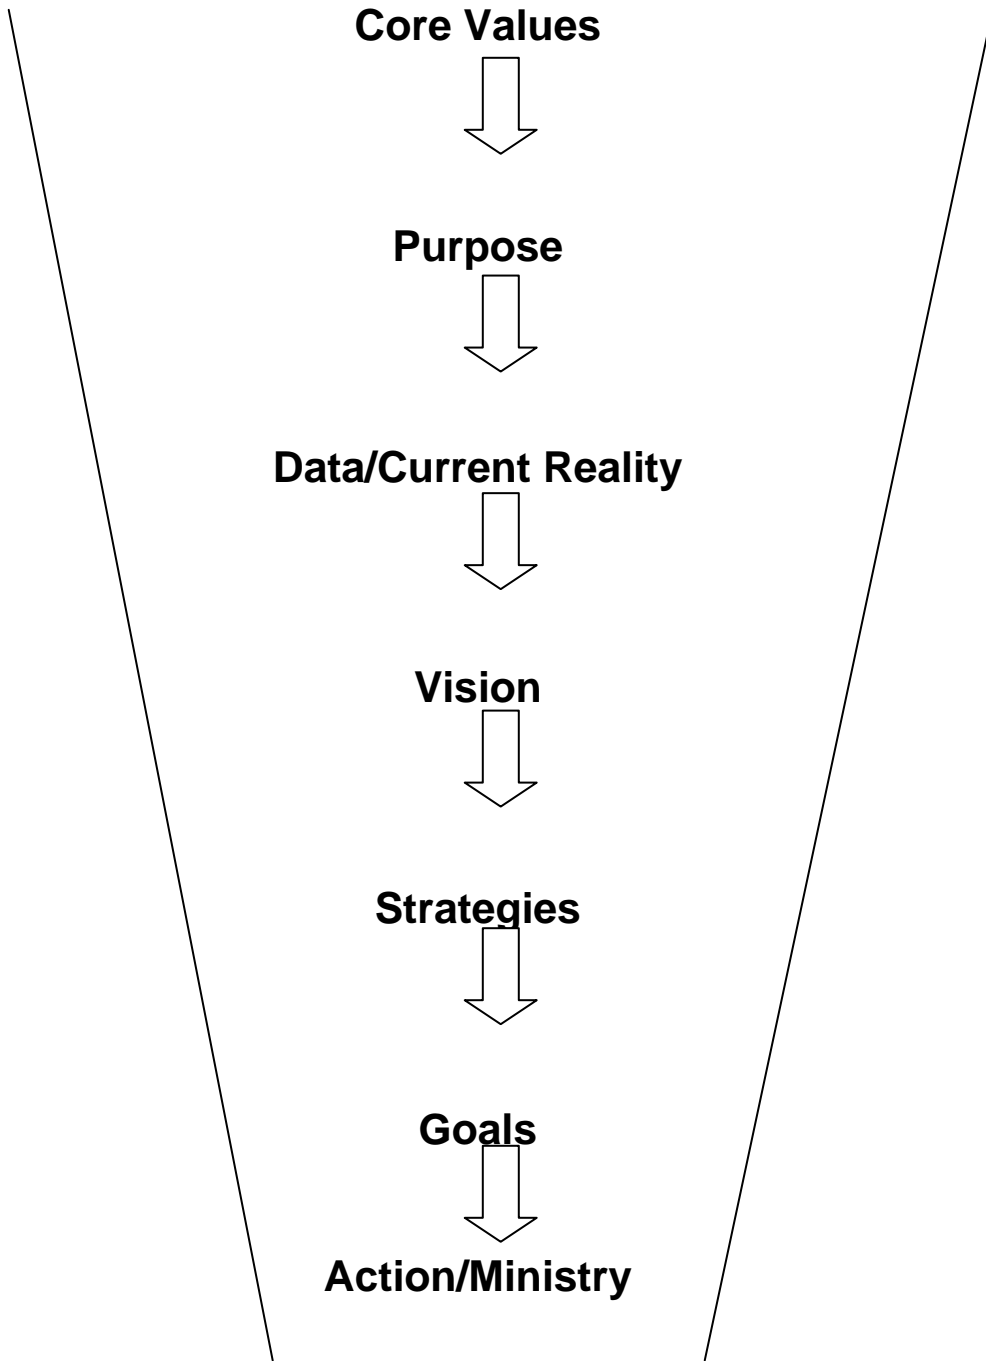 Core Values
Purpose
Data/Current Reality
Vision
Strategies
Goals
Action/Ministry